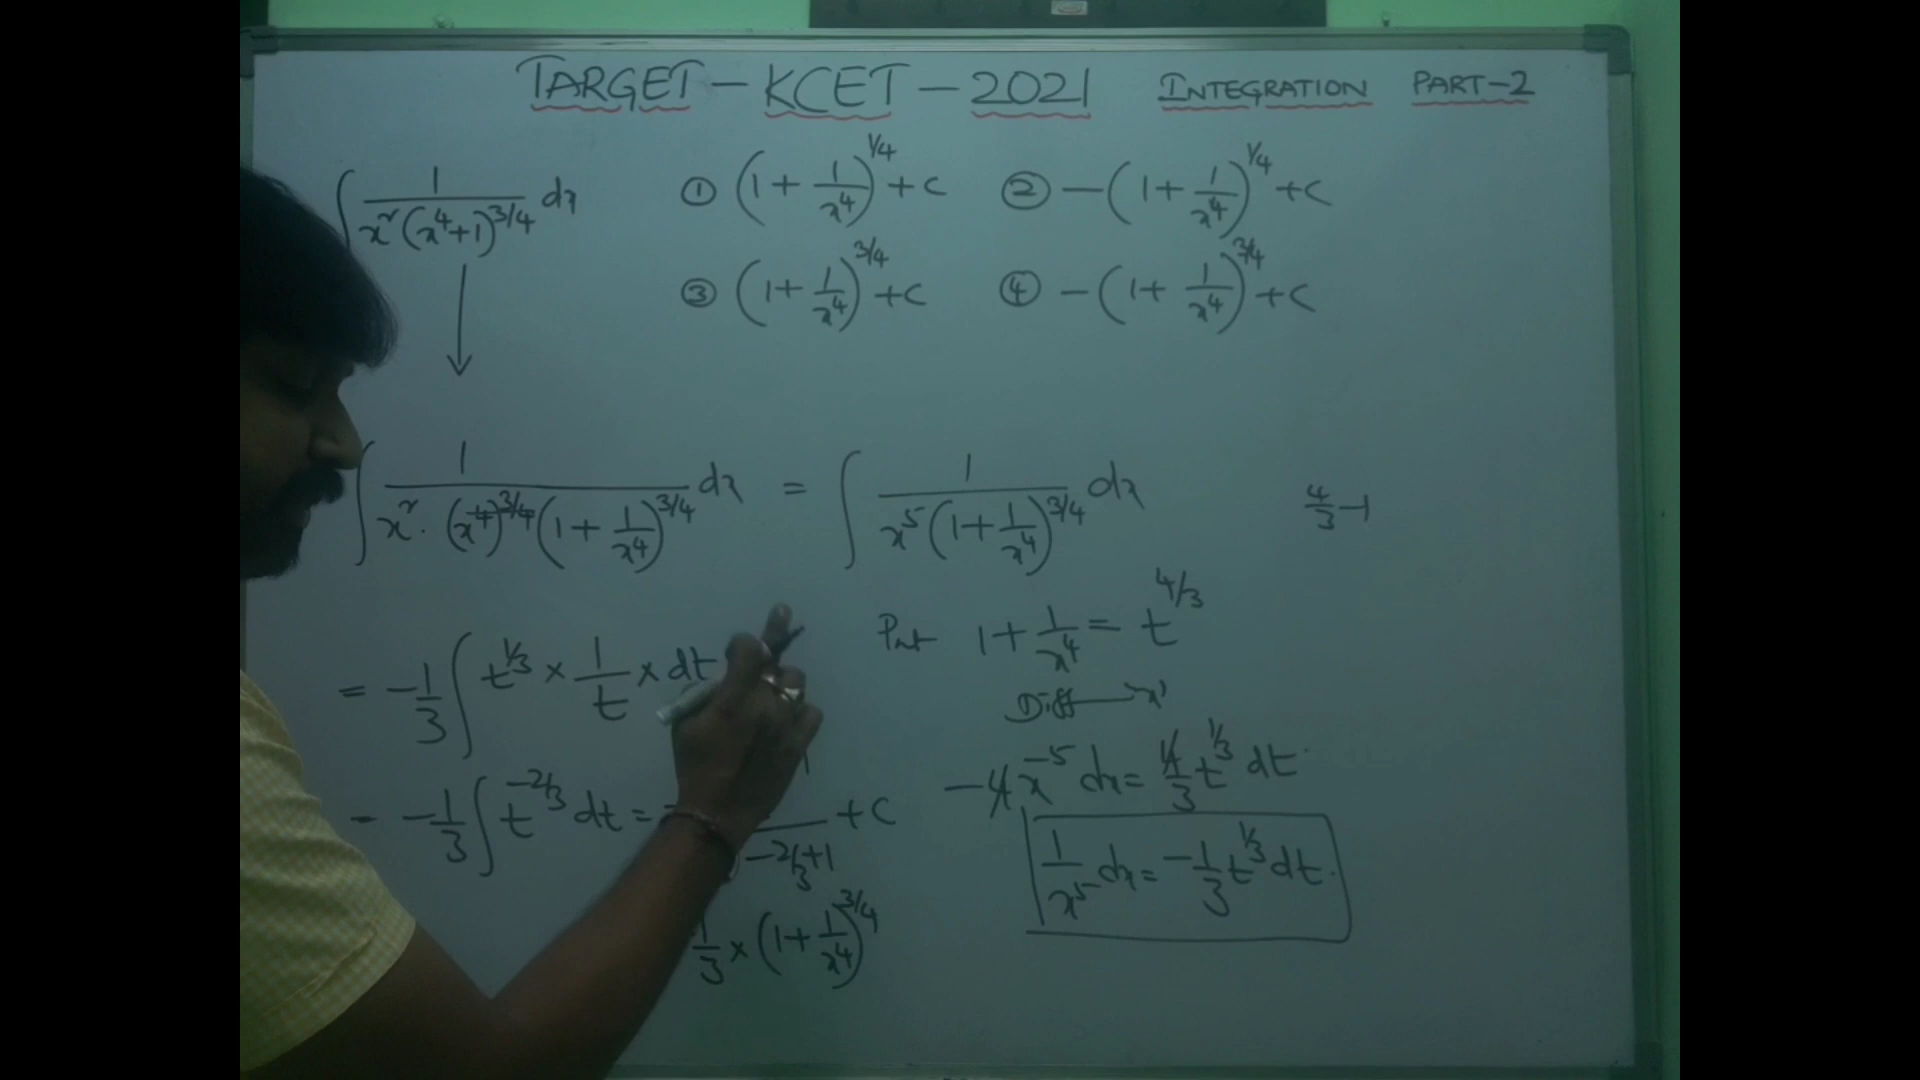 TARGET - KCET - 2021 INTEGRATION PART-2
∫ 1/(x²(x⁴+1)^3/4) dx ① (1 + 1/x⁴)^1/4 + C ② -(1 + 1/x⁴)^1/4 + C
③ (1 + 1/x⁴)^3/4 + C ④ -(1 + 1/x⁴)^3/4 + C
∫ 1/(x² · (x⁴)^3/4 (1 + 1/x⁴)^3/4) dx = ∫ 1/(x⁵(1 + 1/x⁴)^3/4) dx 4/3 - 1
Put 1 + 1/x⁴ = t^4/3
= -1/3 ∫ t^1/3 × 1/t × dt
Diff → 'x'
-4x^-5 dx = 4/3 t^1/3 dt
= -1/3 ∫ t^-2/3 dt = + C
-2/3 + 1
1/x⁵ dx = -1/3 t^1/3 dt
1/3 × (1 + 1/x⁴)^3/4